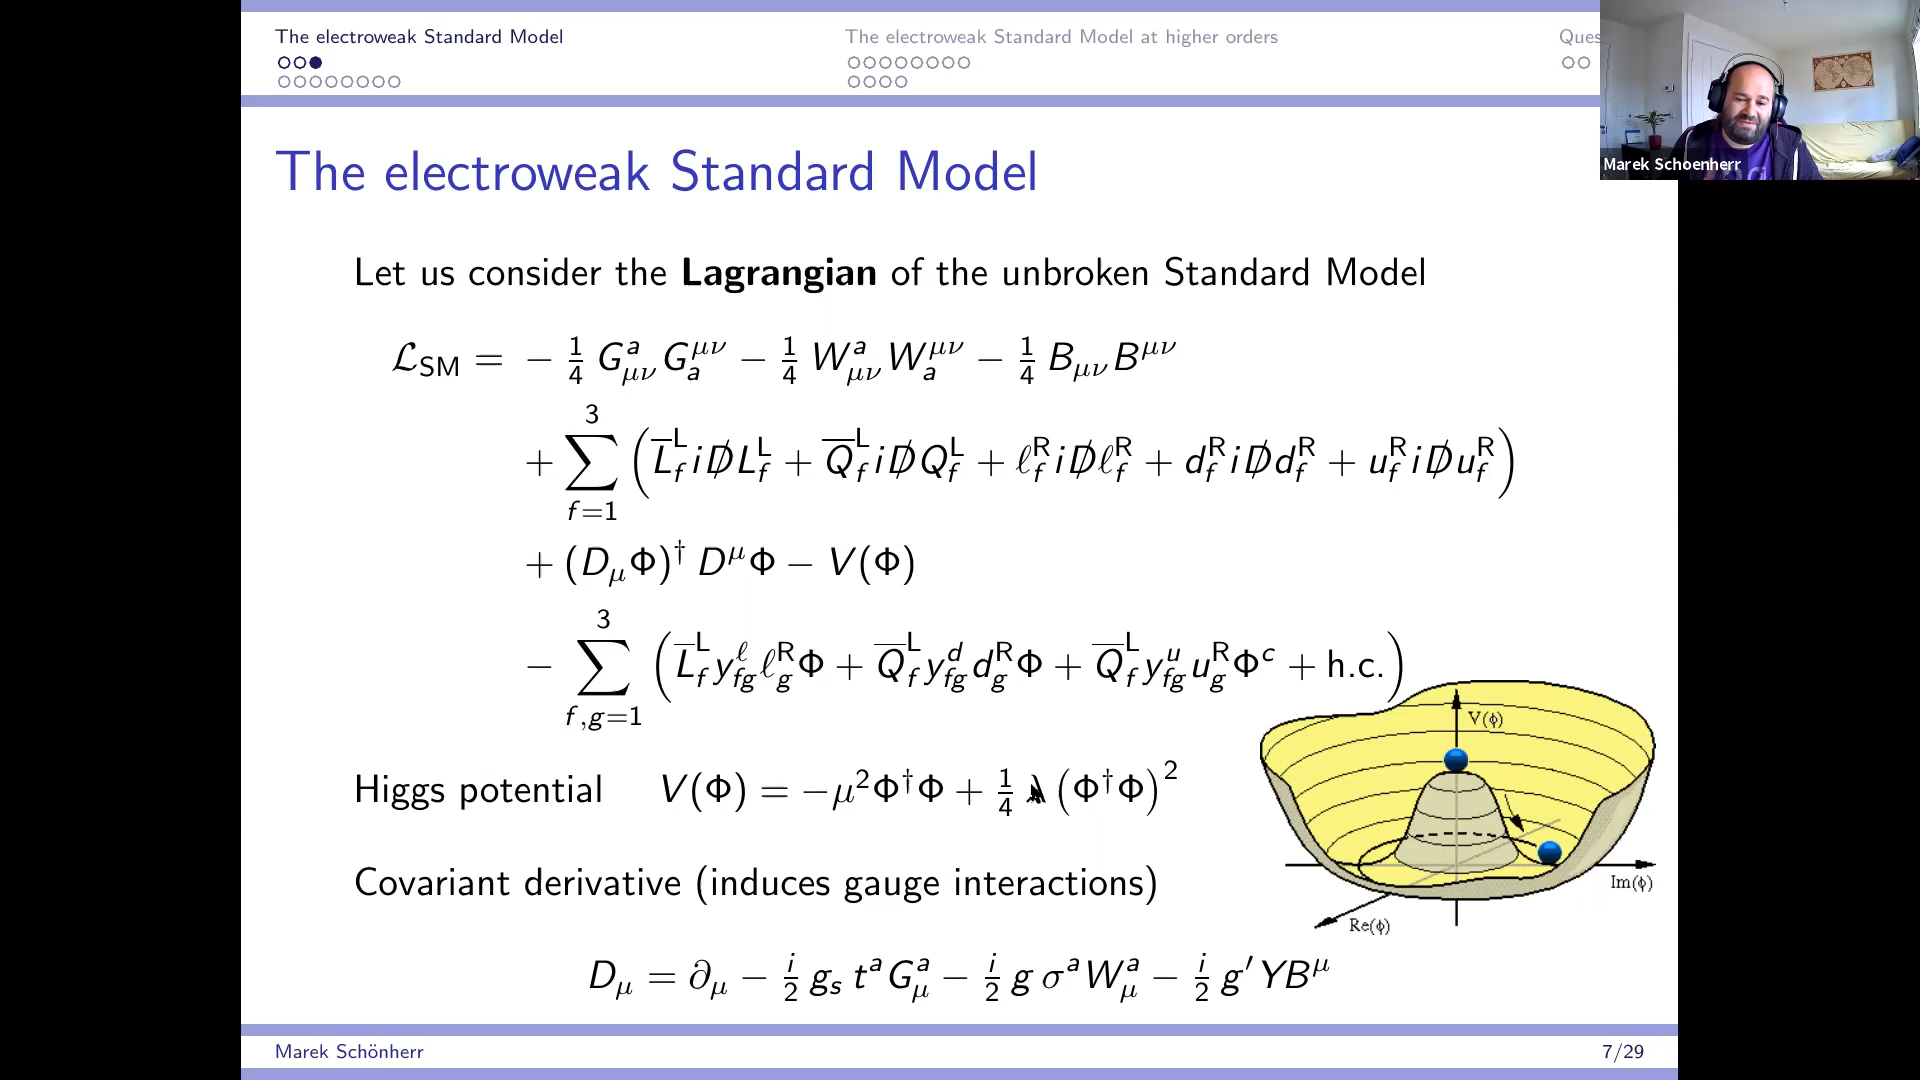 The electroweak Standard Model
The electroweak Standard Model at higher orders
Ques
Marek Schoenherr
The electroweak Standard Model
Let us consider the Lagrangian of the unbroken Standard Model
ℒ_SM = − 1/4 G^a_μν G_a^μν − 1/4 W^a_μν W_a^μν − 1/4 B_μν B^μν
+ ∑_{f=1}^{3} ( L̅^L_f i D̸ L^L_f + Q̅^L_f i D̸ Q^L_f + ℓ^R_f i D̸ ℓ^R_f + d^R_f i D̸ d^R_f + u^R_f i D̸ u^R_f )
+ (D_μ Φ)^† D^μ Φ − V(Φ)
− ∑_{f,g=1}^{3} ( L̅^L_f y^ℓ_fg ℓ^R_g Φ + Q̅^L_f y^d_fg d^R_g Φ + Q̅^L_f y^u_fg u^R_g Φ^c + h.c. )
V(ϕ)
Higgs potential V(Φ) = −μ² Φ^†Φ + 1/4 λ (Φ^†Φ)²
Im(ϕ)
Re(ϕ)
Covariant derivative (induces gauge interactions)
D_μ = ∂_μ − i/2 g_s t^a G^a_μ − i/2 g σ^a W^a_μ − i/2 g′ Y B^μ
Marek Schönherr
7/29